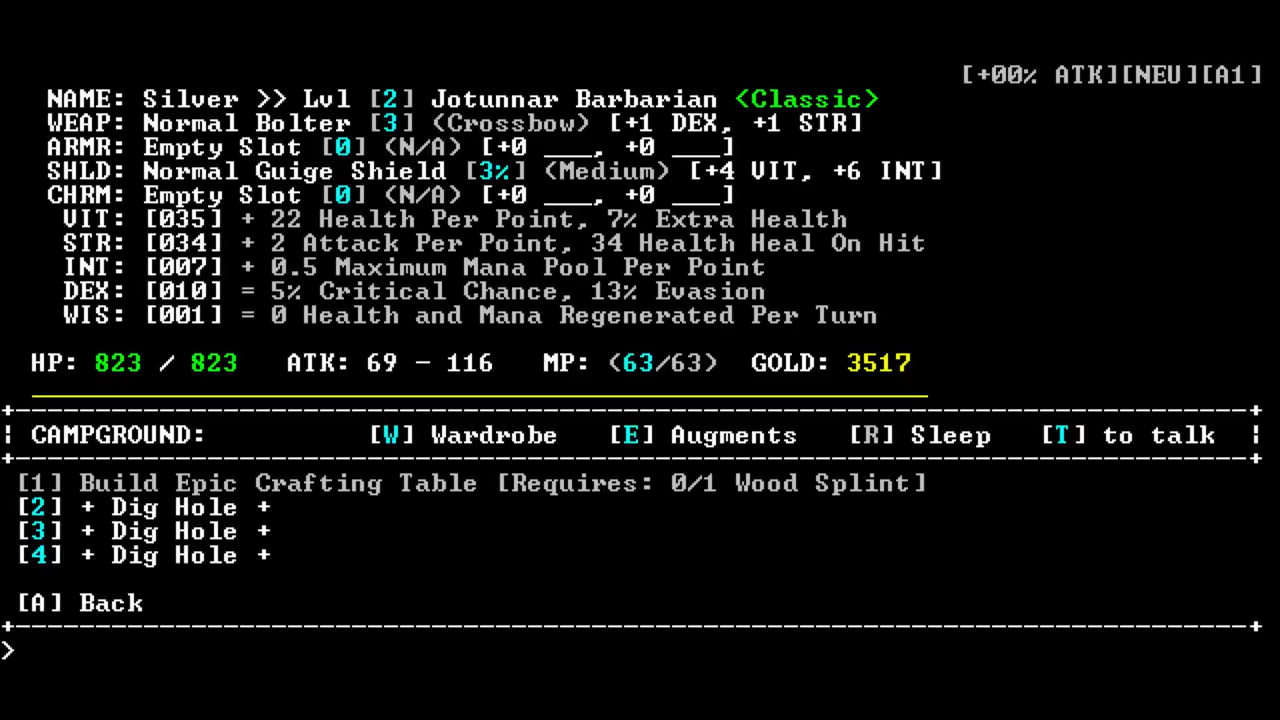 [+00% ATK][NEU][A1]
NAME: Silver >> Lvl [2] Jotunnar Barbarian <Classic>
WEAP: Normal Bolter [3] (Crossbow) [+1 DEX, +1 STR]
ARMR: Empty Slot [0] (N/A) [+0 ___, +0 ___]
SHLD: Normal Guige Shield [3%] (Medium) [+4 VIT, +6 INT]
CHRM: Empty Slot [0] (N/A) [+0 ___, +0 ___]
VIT: [035] + 22 Health Per Point, 7% Extra Health
STR: [034] + 2 Attack Per Point, 34 Health Heal On Hit
INT: [007] + 0.5 Maximum Mana Pool Per Point
DEX: [010] = 5% Critical Chance, 13% Evasion
WIS: [001] = 0 Health and Mana Regenerated Per Turn
HP: 823 / 823 ATK: 69 - 116 MP: (63/63) GOLD: 3517
CAMPGROUND: [W] Wardrobe [E] Augments [R] Sleep [T] to talk
[1] Build Epic Crafting Table [Requires: 0/1 Wood Splint]
[2] + Dig Hole +
[3] + Dig Hole +
[4] + Dig Hole +
[A] Back
>